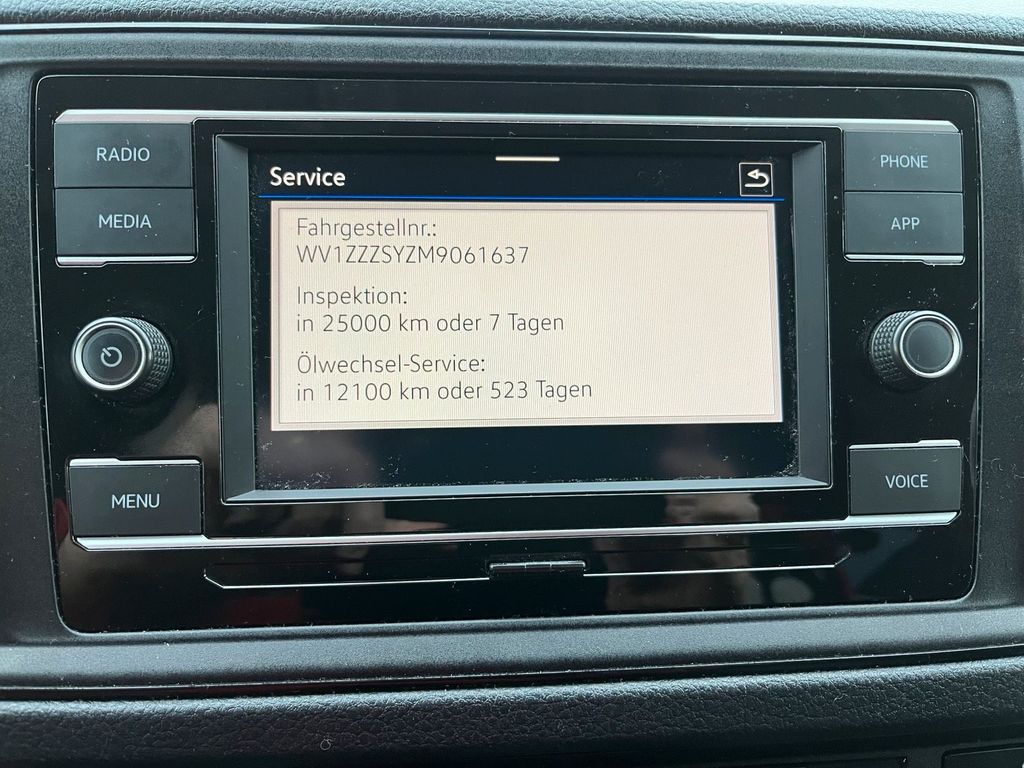 RADIO
MEDIA
MENU
Service
Fahrgestellnr.:
WV1ZZZSYZM9061637
Inspektion:
in 25000 km oder 7 Tagen
Ölwechsel-Service:
in 12100 km oder 523 Tagen
PHONE
APP
VOICE